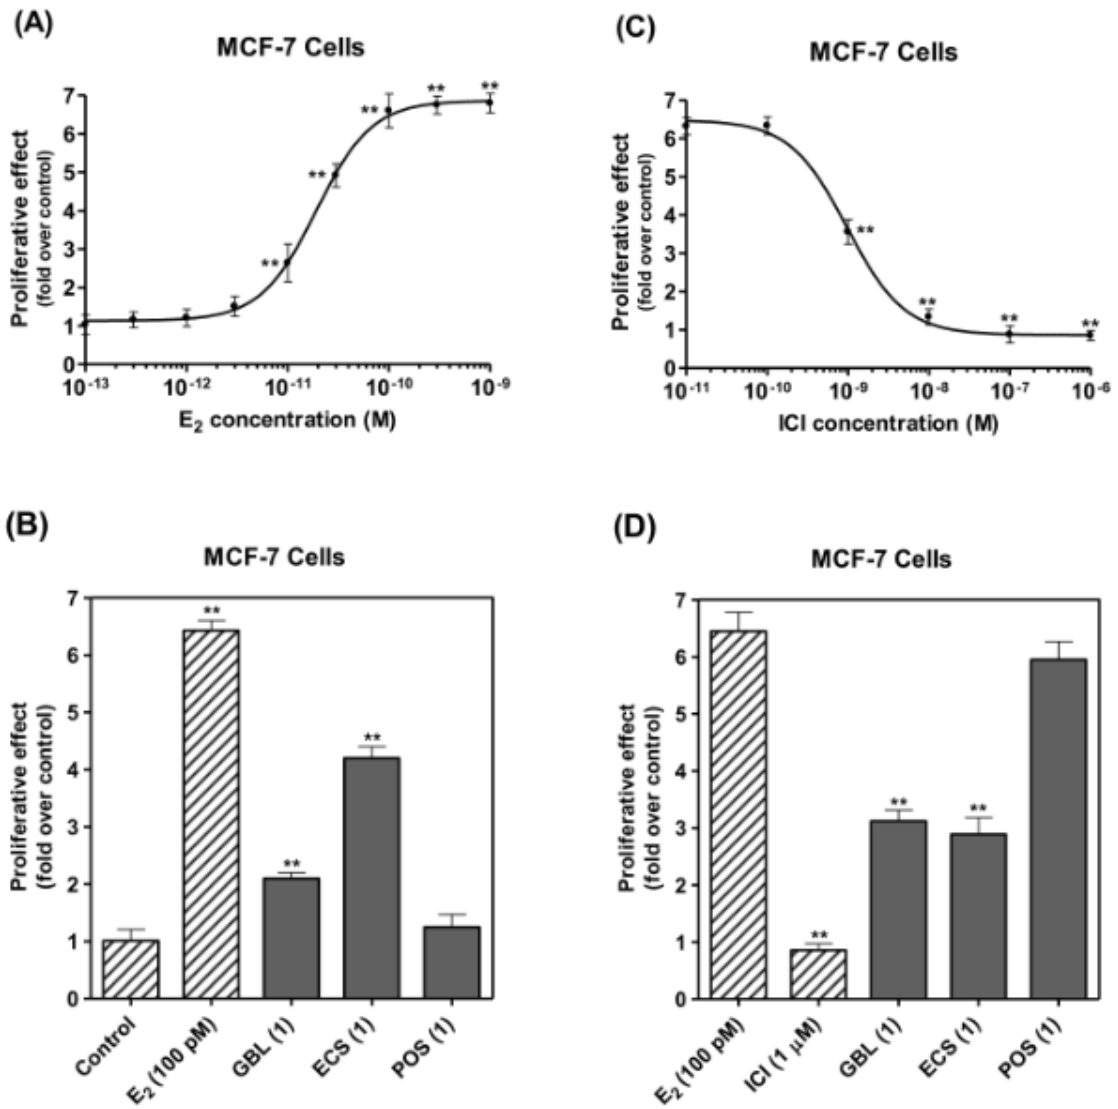 (A)
MCF-7 Cells
Proliferative effect
(fold over control)
7
6
5
4
3
2
1
0
**
**
**
**
**
10-13
10-12
10-11
10-10
10-9
E2 concentration (M)
(C)
MCF-7 Cells
Proliferative effect
(fold over control)
7
6
5
4
3
2
1
0
**
**
**
**
10-11
10-10
10-9
10-8
10-7
10-6
ICI concentration (M)
(B)
MCF-7 Cells
Proliferative effect
(fold over control)
7
6
5
4
3
2
1
0
**
**
**
Control
E2 (100 pM)
GBL (1)
ECS (1)
POS (1)
(D)
MCF-7 Cells
Proliferative effect
(fold over control)
7
6
5
4
3
2
1
0
**
**
**
E2 (100 pM)
ICI (1 µM)
GBL (1)
ECS (1)
POS (1)